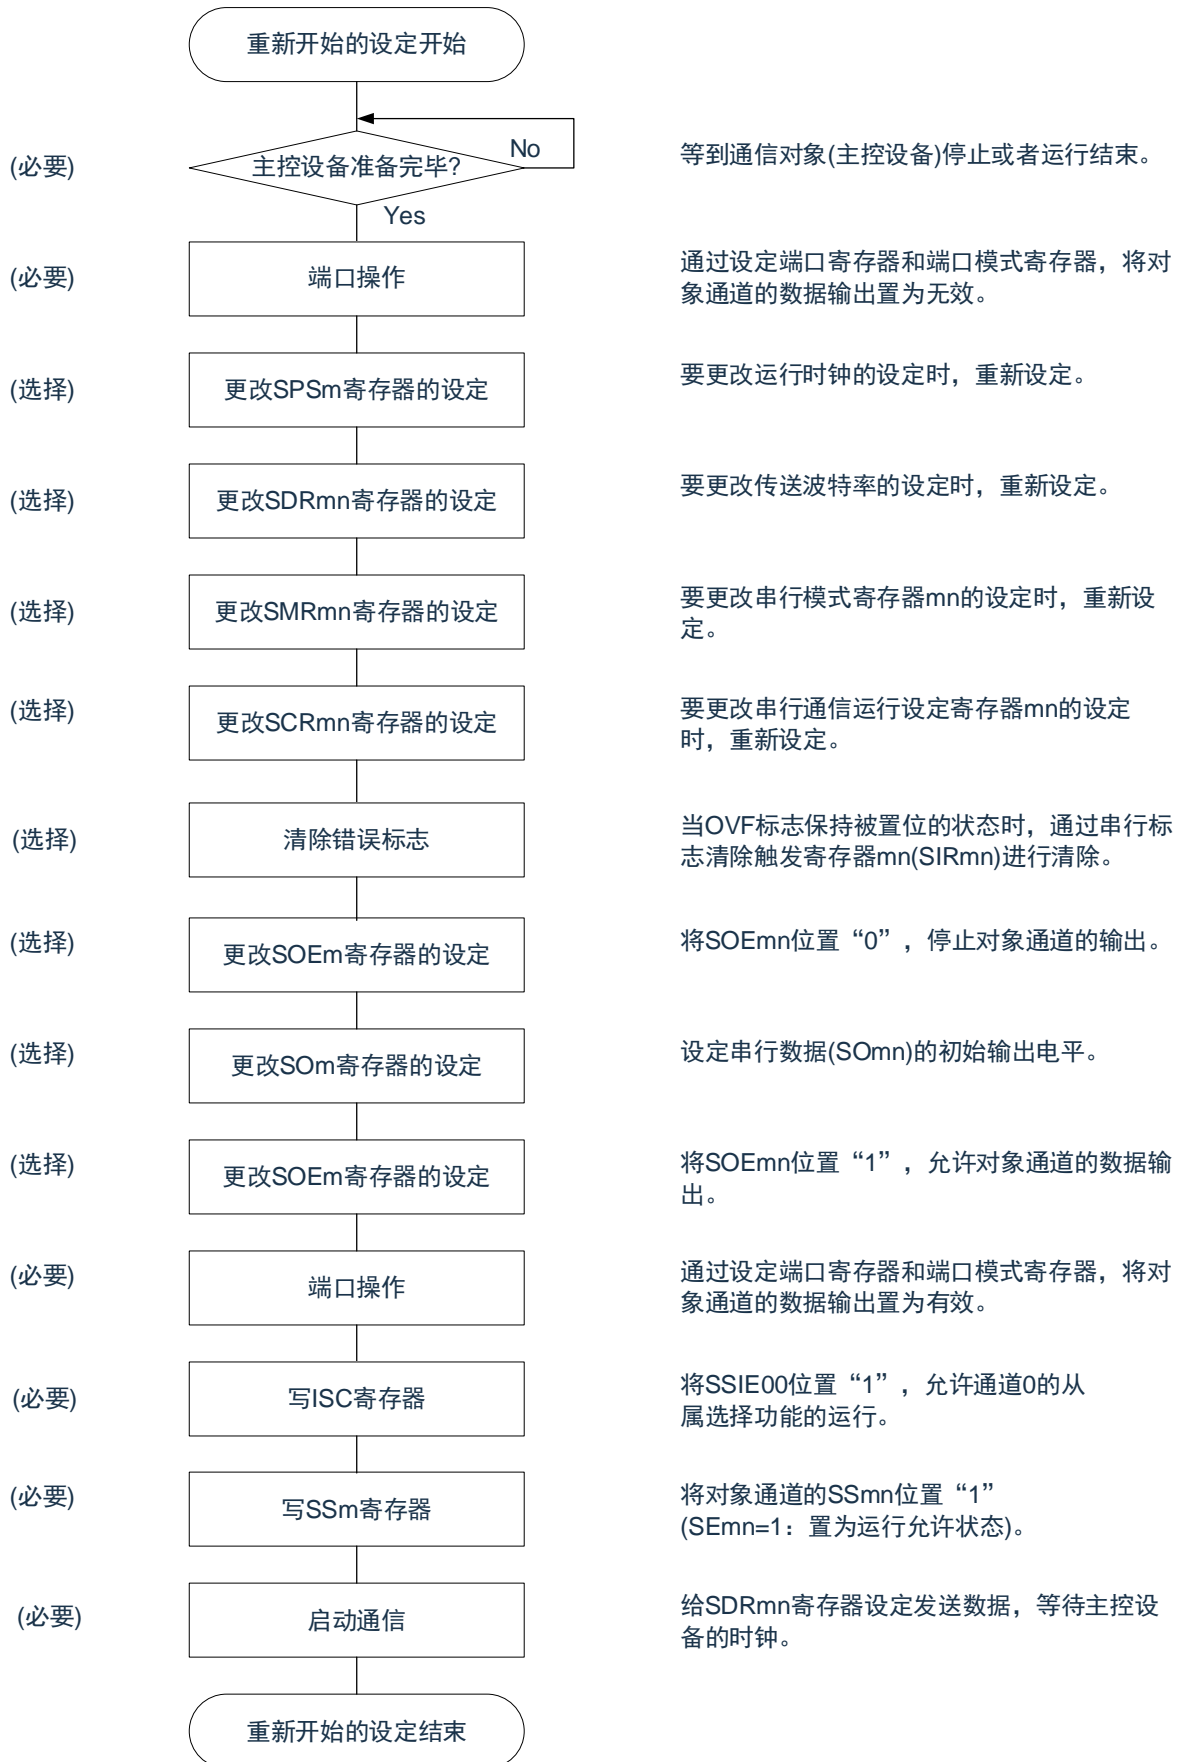 重新开始的设定开始
No
(必要)
主控设备准备完毕?
等到通信对象(主控设备)停止或者运行结束。
Yes
(必要)
端口操作
通过设定端口寄存器和端口模式寄存器，将对
象通道的数据输出置为无效。
(选择)
更改SPSm寄存器的设定
要更改运行时钟的设定时，重新设定。
(选择)
更改SDRmn寄存器的设定
要更改传送波特率的设定时，重新设定。
(选择)
更改SMRmn寄存器的设定
要更改串行模式寄存器mn的设定时，重新设
定。
(选择)
更改SCRmn寄存器的设定
要更改串行通信运行设定寄存器mn的设定
时，重新设定。
(选择)
清除错误标志
当OVF标志保持被置位的状态时，通过串行标
志清除触发寄存器mn(SIRmn)进行清除。
(选择)
更改SOEm寄存器的设定
将SOEmn位置“0”，停止对象通道的输出。
(选择)
更改SOm寄存器的设定
设定串行数据(SOmn)的初始输出电平。
(选择)
更改SOEm寄存器的设定
将SOEmn位置“1”，允许对象通道的数据输
出。
(必要)
端口操作
通过设定端口寄存器和端口模式寄存器，将对
象通道的数据输出置为有效。
(必要)
写ISC寄存器
将SSIE00位置“1”，允许通道0的从
属选择功能的运行。
(必要)
写SSm寄存器
将对象通道的SSmn位置“1”
(SEmn=1：置为运行允许状态)。
(必要)
启动通信
给SDRmn寄存器设定发送数据，等待主控设
备的时钟。
重新开始的设定结束